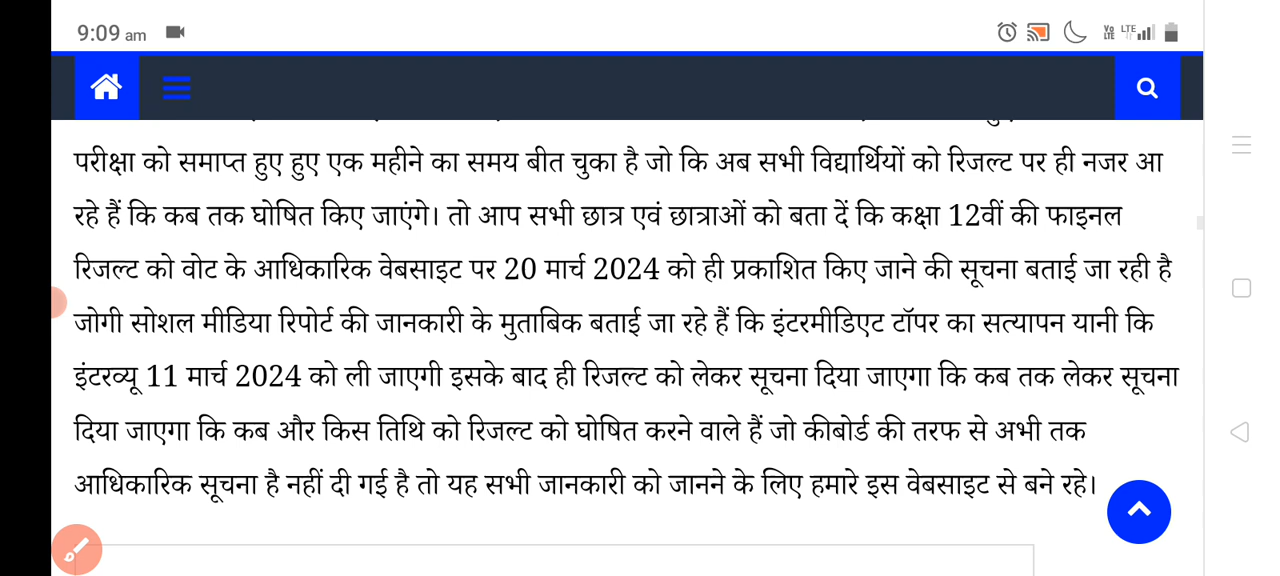 9:09 am
Vo LTE LTE
परीक्षा को समाप्त हुए हुए एक महीने का समय बीत चुका है जो कि अब सभी विद्यार्थियों को रिजल्ट पर ही नजर आ
रहे हैं कि कब तक घोषित किए जाएंगे। तो आप सभी छात्र एवं छात्राओं को बता दें कि कक्षा 12वीं की फाइनल
रिजल्ट को वोट के आधिकारिक वेबसाइट पर 20 मार्च 2024 को ही प्रकाशित किए जाने की सूचना बताई जा रही है
जोगी सोशल मीडिया रिपोर्ट की जानकारी के मुताबिक बताई जा रहे हैं कि इंटरमीडिएट टॉपर का सत्यापन यानी कि
इंटरव्यू 11 मार्च 2024 को ली जाएगी इसके बाद ही रिजल्ट को लेकर सूचना दिया जाएगा कि कब तक लेकर सूचना
दिया जाएगा कि कब और किस तिथि को रिजल्ट को घोषित करने वाले हैं जो कीबोर्ड की तरफ से अभी तक
आधिकारिक सूचना है नहीं दी गई है तो यह सभी जानकारी को जानने के लिए हमारे इस वेबसाइट से बने रहे।